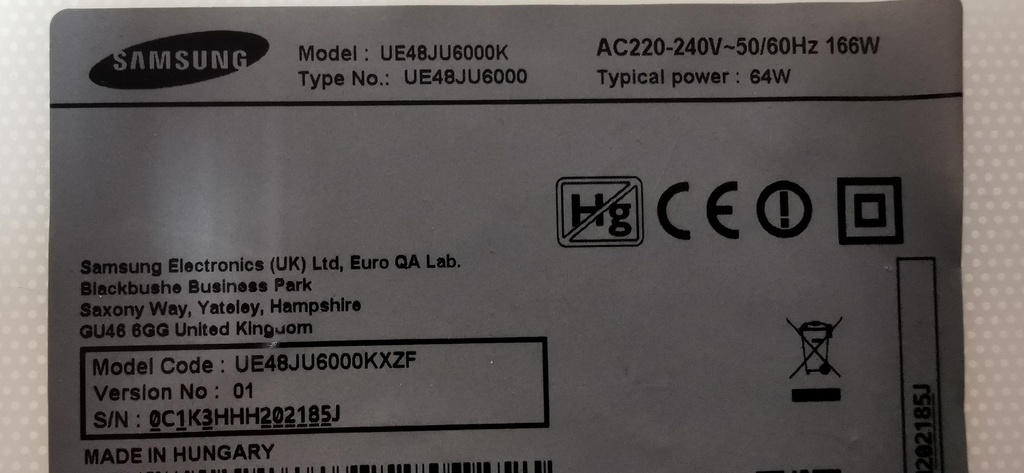 SAMSUNG
Model : UE48JU6000K
Type No.: UE48JU6000
AC220-240V~50/60Hz 166W
Typical power : 64W
Hg
CE
Samsung Electronics (UK) Ltd, Euro QA Lab.
Blackbushe Business Park
Saxony Way, Yateley, Hampshire
GU46 6GG United Kingdom
Model Code : UE48JU6000KXZF
Version No : 01
S/N : 0C1K3HHH202185J
MADE IN HUNGARY
202185J